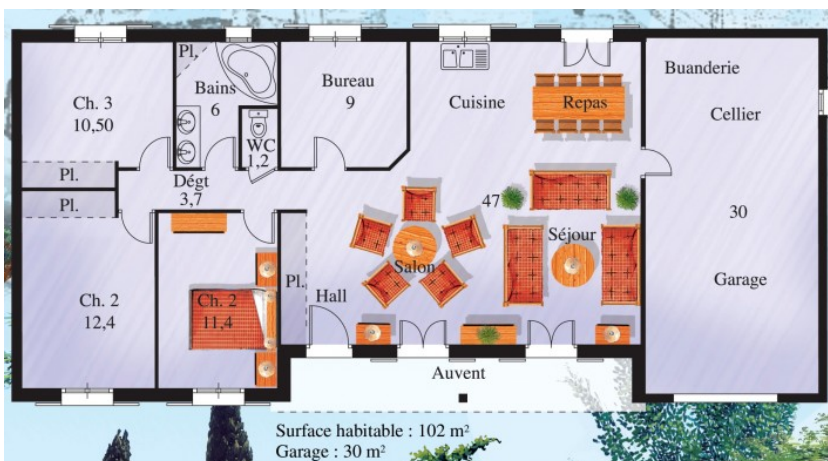 Pl.
Bains
6
Bureau
9
Cuisine
Repas
Buanderie
Cellier
Ch. 3
10,50
WC
1,2
Pl.
Dégt
3,7
Pl.
47
30
Séjour
Salon
Pl.
Hall
Garage
Ch. 2
12,4
Ch. 2
11,4
Auvent
Surface habitable : 102 m²
Garage : 30 m²